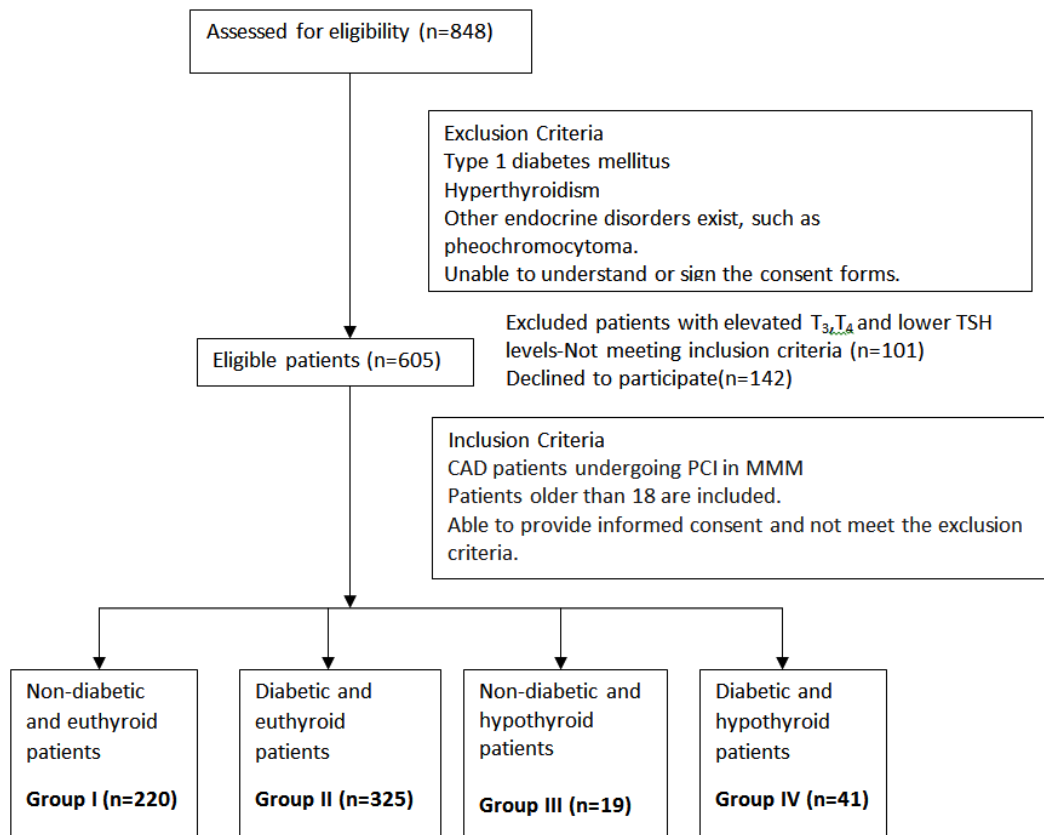 Assessed for eligibility (n=848)
Exclusion Criteria
Type 1 diabetes mellitus
Hyperthyroidism
Other endocrine disorders exist, such as
pheochromocytoma.
Unable to understand or sign the consent forms.
Excluded patients with elevated T₃,T₄ and lower TSH
levels-Not meeting inclusion criteria (n=101)
Declined to participate(n=142)
Eligible patients (n=605)
Inclusion Criteria
CAD patients undergoing PCI in MMM
Patients older than 18 are included.
Able to provide informed consent and not meet the exclusion
criteria.
Non-diabetic
and euthyroid
patients
Group I (n=220)
Diabetic and
euthyroid
patients
Group II (n=325)
Non-diabetic and
hypothyroid
patients
Group III (n=19)
Diabetic and
hypothyroid
patients
Group IV (n=41)